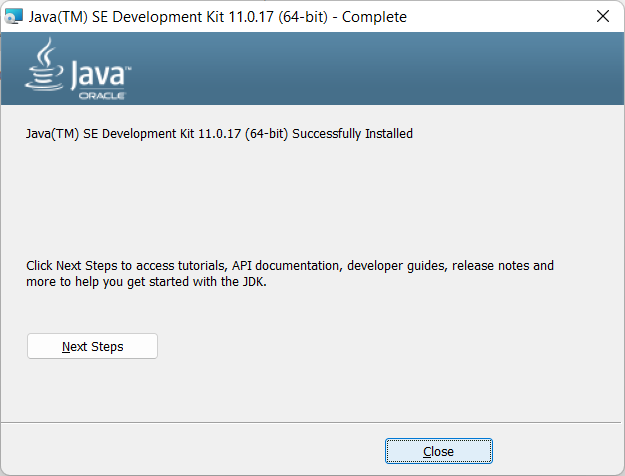 Java(TM) SE Development Kit 11.0.17 (64-bit) - Complete
Java™
ORACLE
Java(TM) SE Development Kit 11.0.17 (64-bit) Successfully Installed
Click Next Steps to access tutorials, API documentation, developer guides, release notes and
more to help you get started with the JDK.
Next Steps
Close